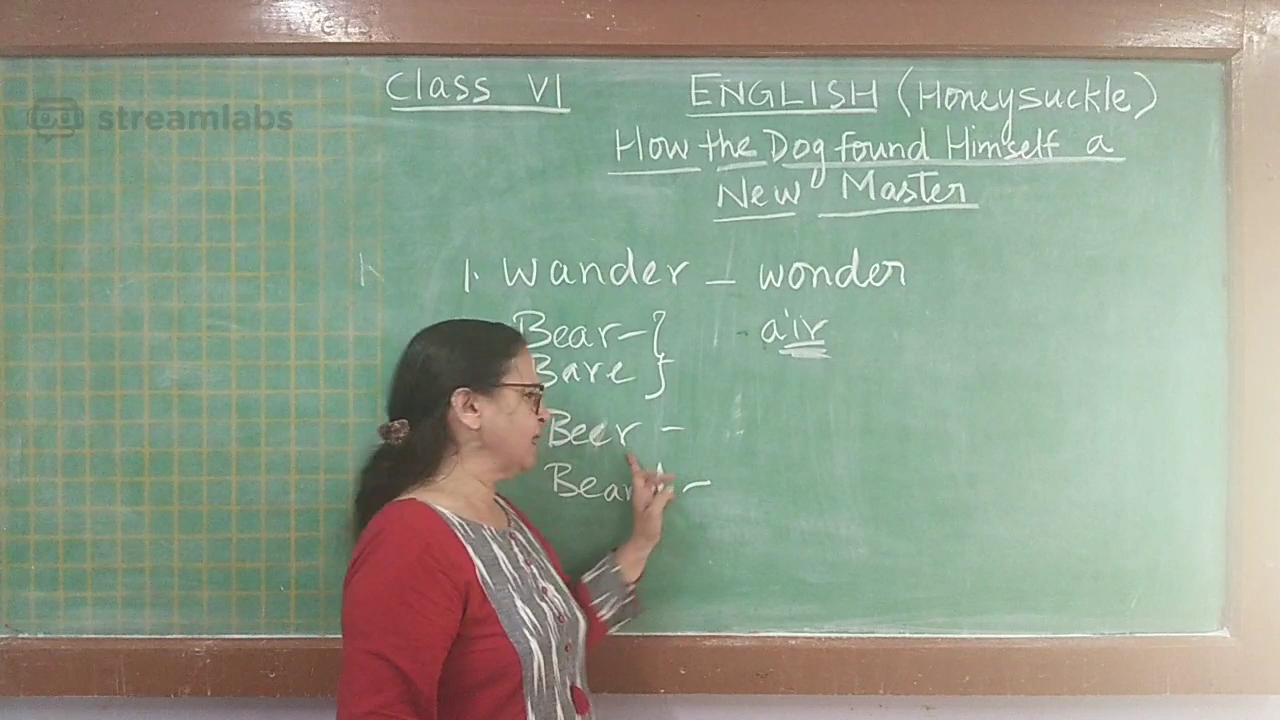 streamlabs
Class VI ENGLISH (Honeysuckle)
How the Dog found Himself a
New Master
1. wander – wonder
Bear – } air
Bare }
Beer –